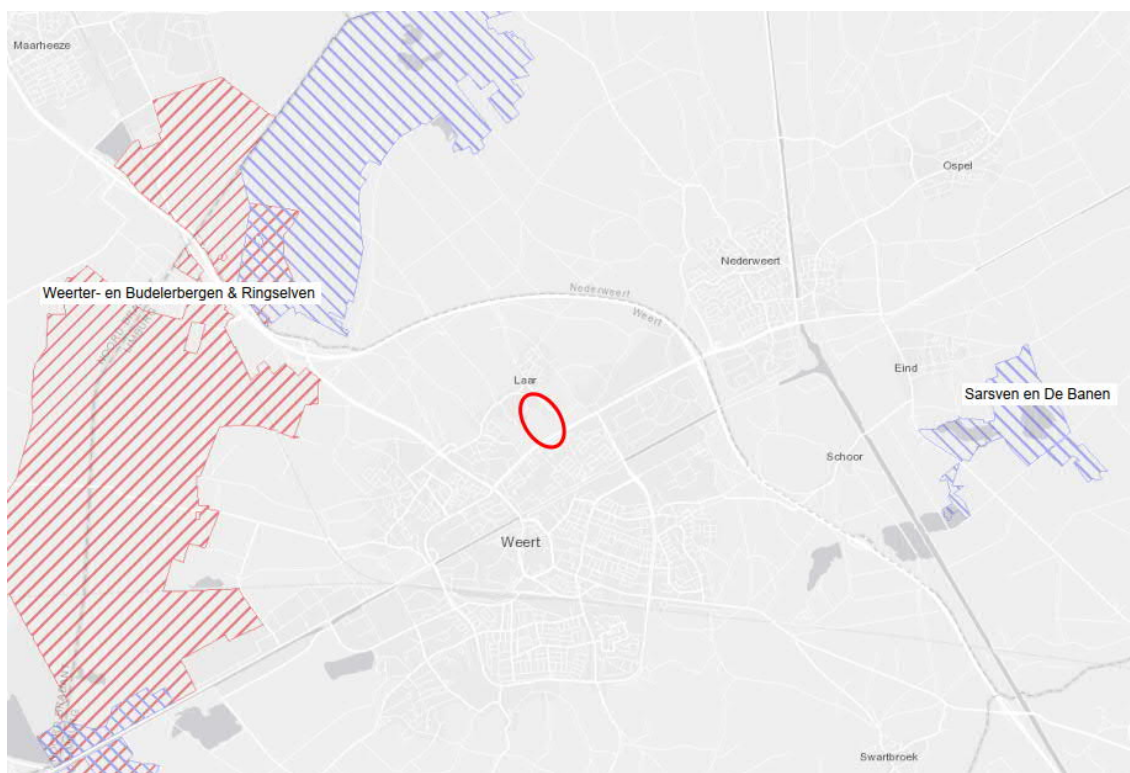 Maarheeze
Ospel
Nederweert
Weerter- en Budelerbergen & Ringselven
Nederweert
Weert
Laar
Eind
Sarsven en De Banen
Schoor
Weert
Swartbroek